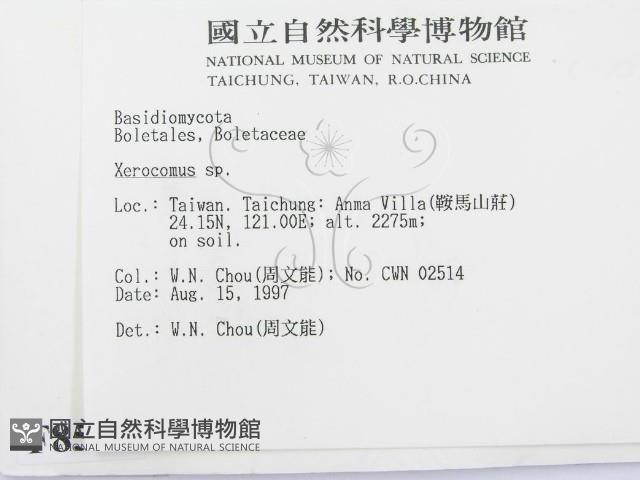 國立自然科學博物館
NATIONAL MUSEUM OF NATURAL SCIENCE
TAICHUNG, TAIWAN, R.O.CHINA
Basidiomycota
Boletales, Boletaceae
Xerocomus sp.
Loc.: Taiwan. Taichung: Anma Villa(鞍馬山莊)
24.15N, 121.00E; alt. 2275m;
on soil.
Col.: W.N. Chou(周文能); No. CWN 02514
Date: Aug. 15, 1997
Det.: W.N. Chou(周文能)
國立自然科學博物館
NATIONAL MUSEUM OF NATURAL SCIENCE